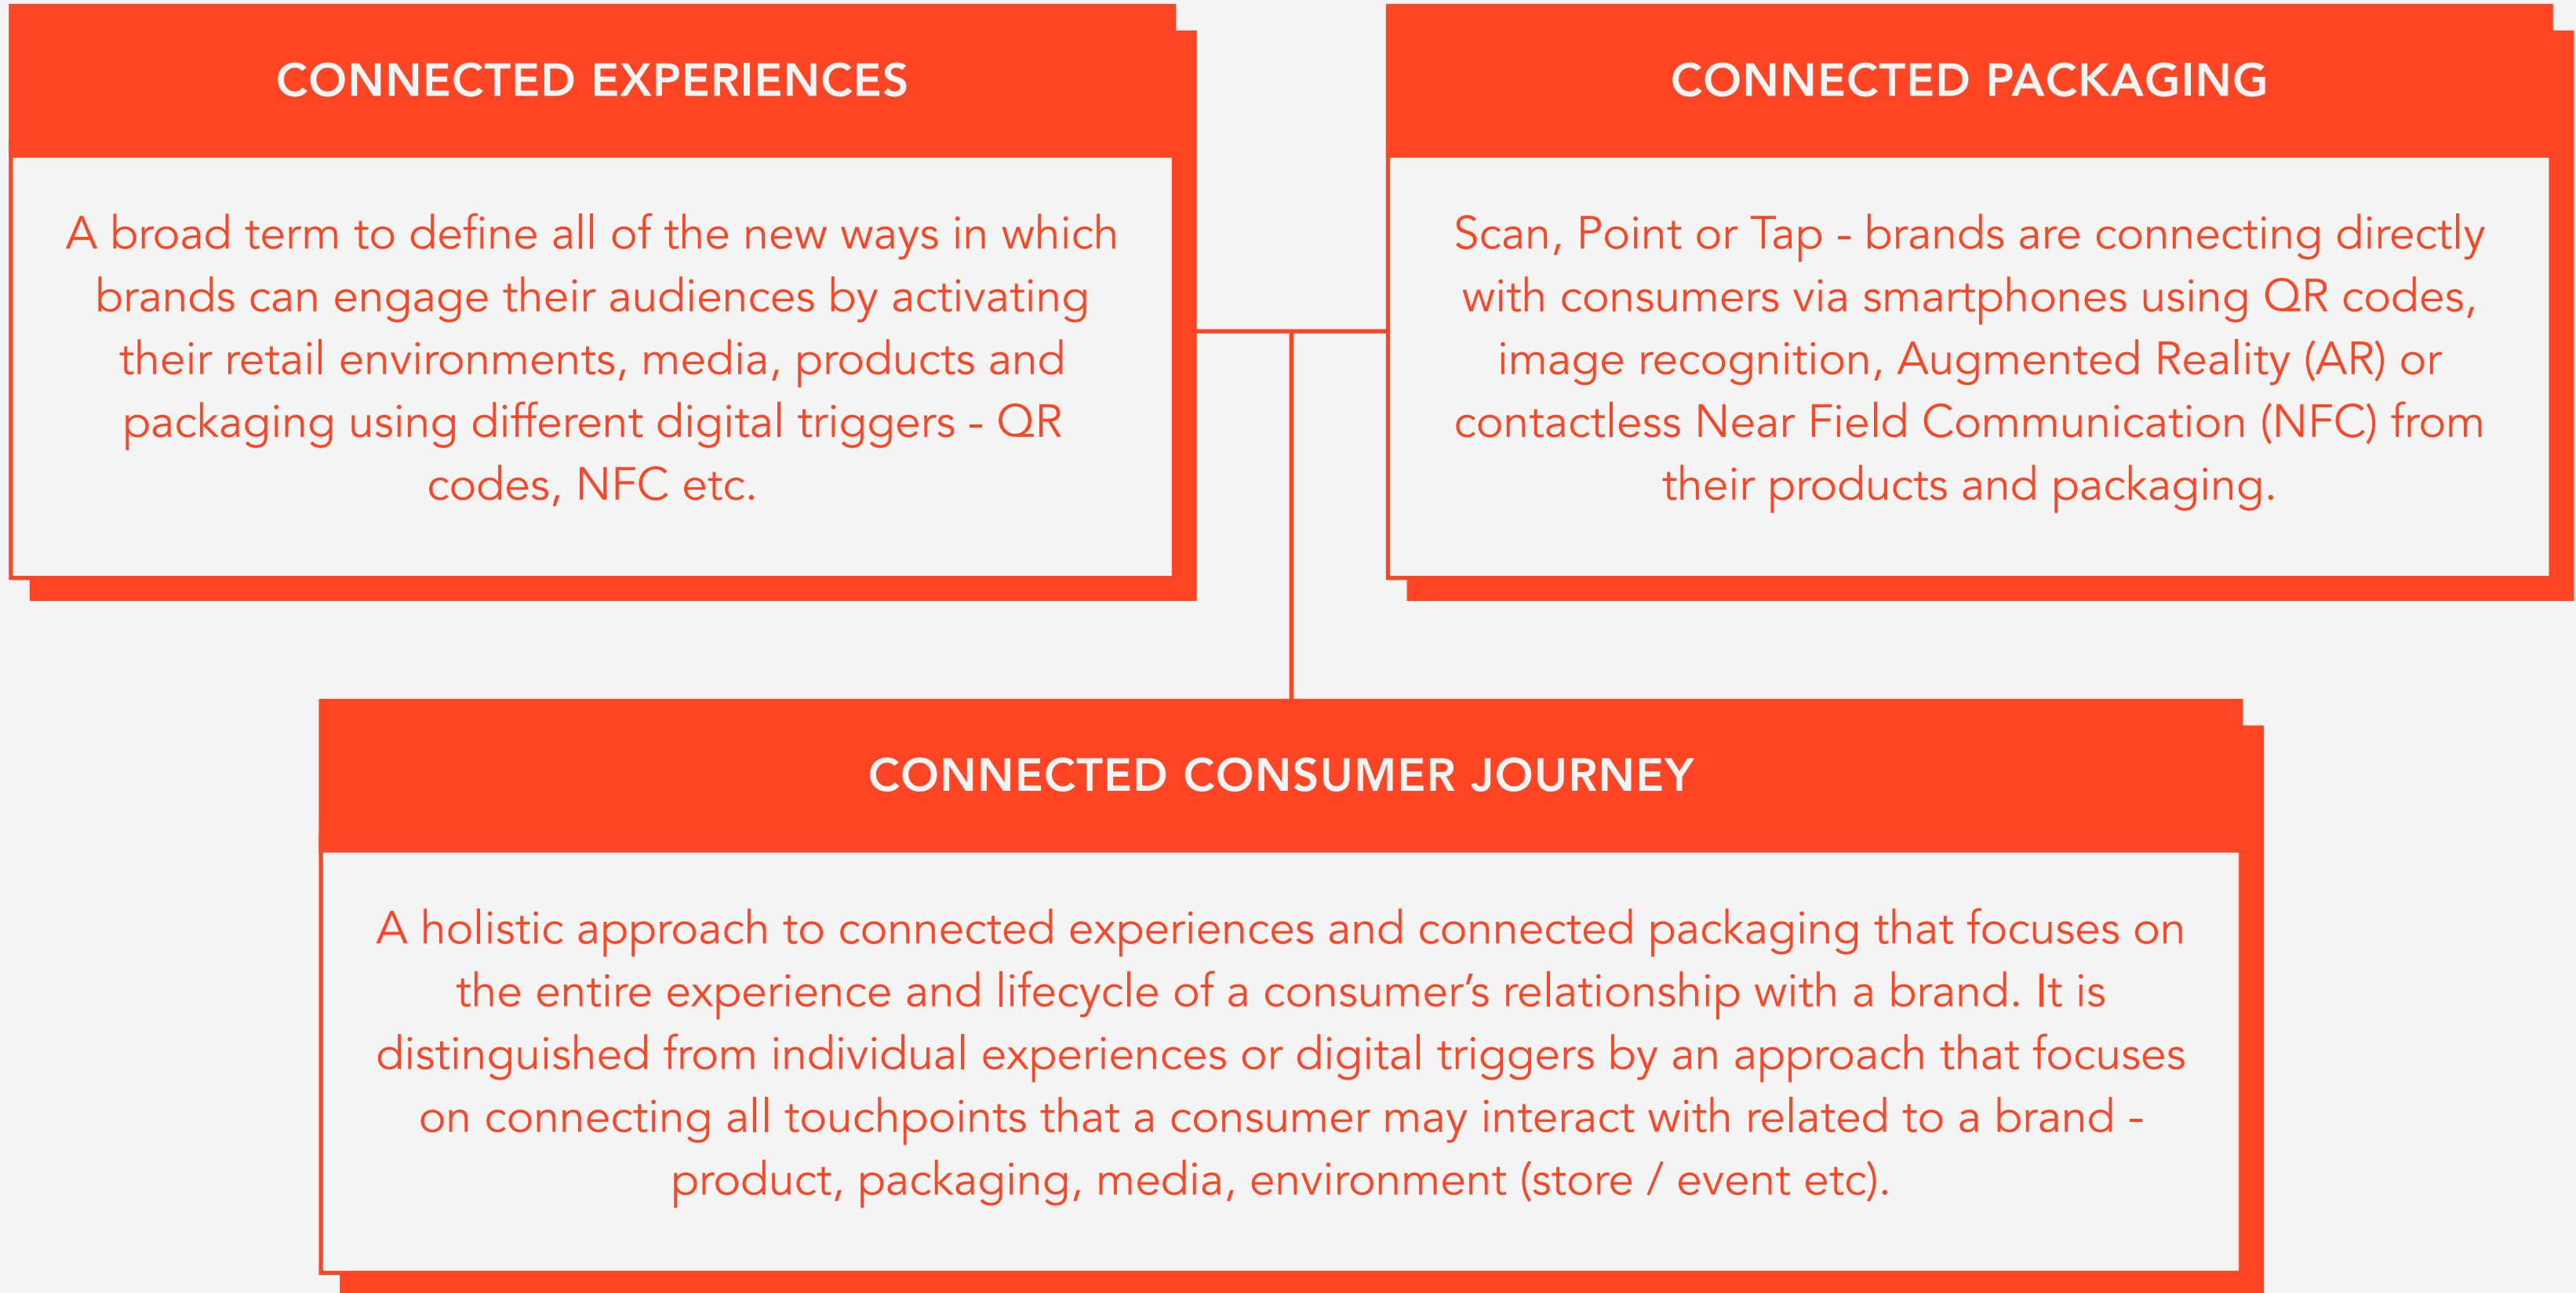 CONNECTED EXPERIENCES
A broad term to define all of the new ways in which
brands can engage their audiences by activating
their retail environments, media, products and
packaging using different digital triggers - QR
codes, NFC etc.
CONNECTED PACKAGING
Scan, Point or Tap - brands are connecting directly
with consumers via smartphones using QR codes,
image recognition, Augmented Reality (AR) or
contactless Near Field Communication (NFC) from
their products and packaging.
CONNECTED CONSUMER JOURNEY
A holistic approach to connected experiences and connected packaging that focuses on
the entire experience and lifecycle of a consumer’s relationship with a brand. It is
distinguished from individual experiences or digital triggers by an approach that focuses
on connecting all touchpoints that a consumer may interact with related to a brand -
product, packaging, media, environment (store / event etc).